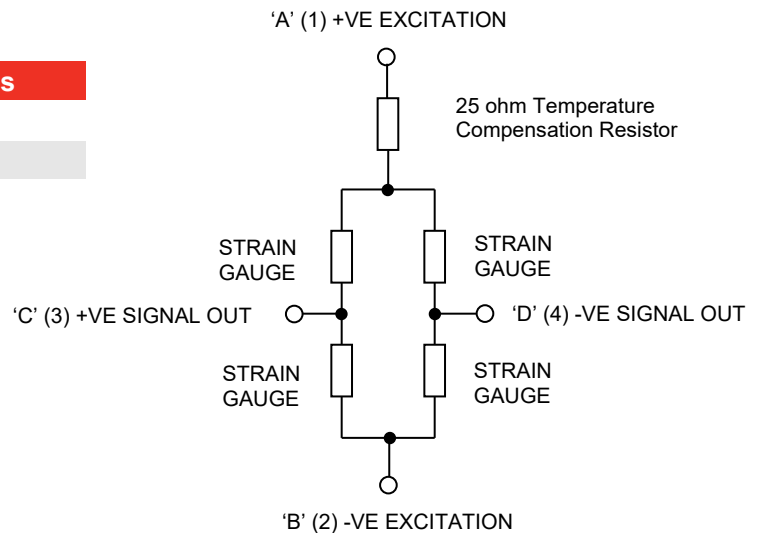 ‘A’ (1) +VE EXCITATION
s
25 ohm Temperature
Compensation Resistor
STRAIN
GAUGE
STRAIN
GAUGE
‘C’ (3) +VE SIGNAL OUT
‘D’ (4) -VE SIGNAL OUT
STRAIN
GAUGE
STRAIN
GAUGE
‘B’ (2) -VE EXCITATION